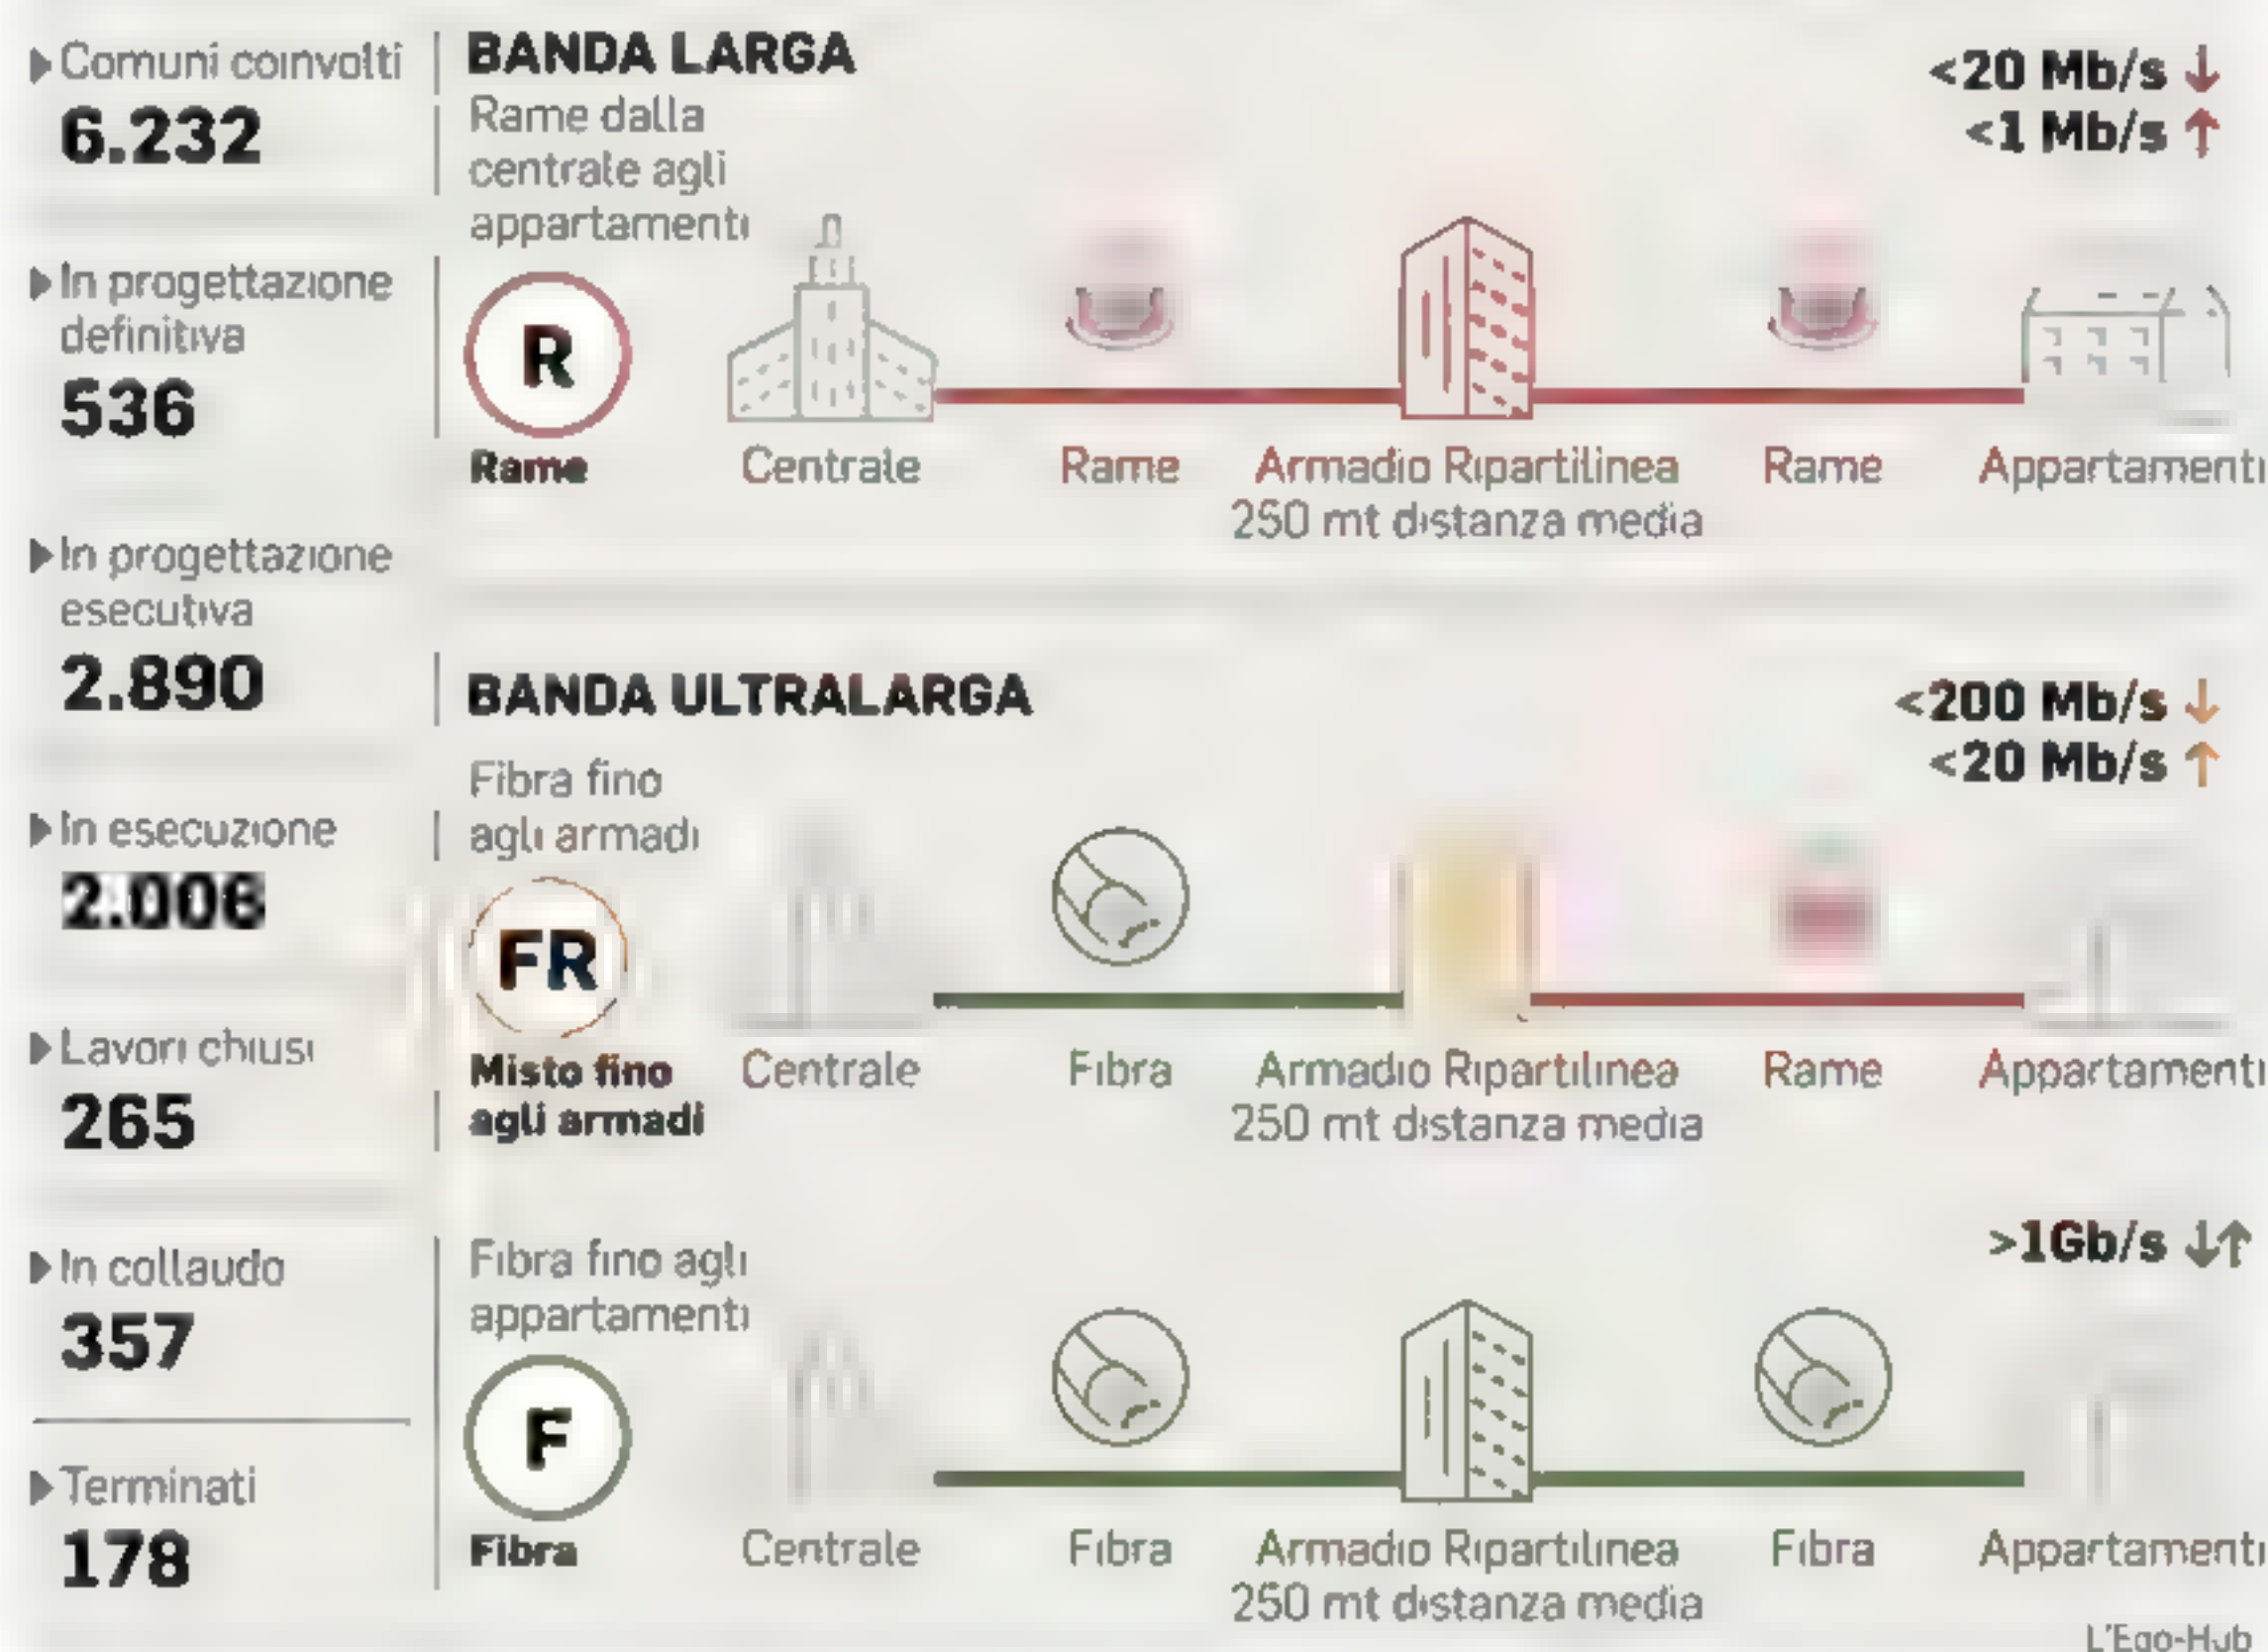 Comuni coinvolti
6.232
In progettazione
definitiva
536
In progettazione
esecutiva
2.890
In esecuzione
2.006
Lavori chiusi
265
In collaudo
357
Terminati
178
BANDA LARGA
<20 Mb/s ↓
<1 Mb/s ↑
Rame dalla
centrale agli
appartamenti
R
Rame
Centrale Rame Armadio Ripartilinea Rame Appartamenti
250 mt distanza media
BANDA ULTRALARGA
<200 Mb/s ↓
<20 Mb/s ↑
Fibra fino
agli armadi
FR
Misto fino
agli armadi
Centrale Fibra Armadio Ripartilinea Rame Appartamenti
250 mt distanza media
>1Gb/s ↓↑
Fibra fino agli
appartamenti
F
Fibra
Centrale Fibra Armadio Ripartilinea Fibra Appartamenti
250 mt distanza media
L'Ego-Hub